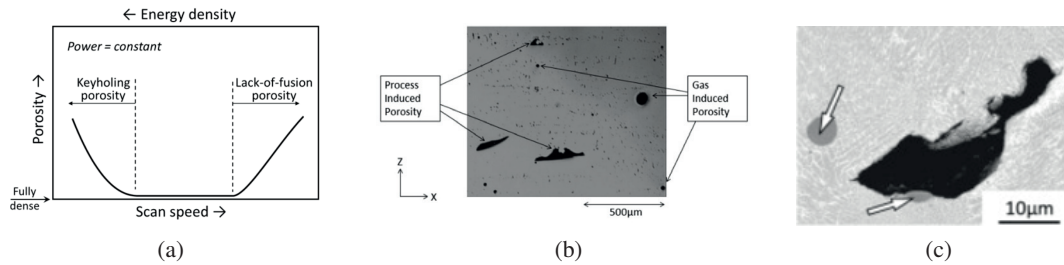 ← Energy density
Power = constant
Keyholing
porosity
Lack-of-fusion
porosity
Porosity →
Fully
dense
Scan speed →
(a)
Process
Induced
Porosity
Gas
Induced
Porosity
Z
X
500μm
(b)
10μm
(c)